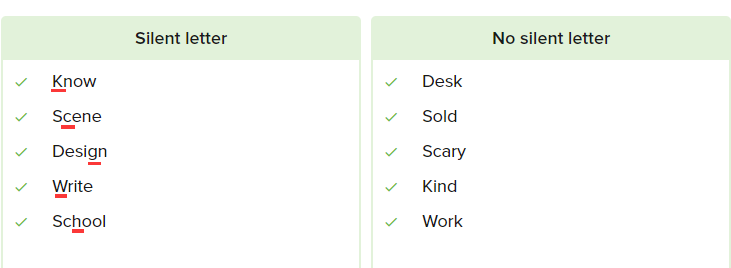 Silent letter
Know
Scene
Design
Write
School
No silent letter
Desk
Sold
Scary
Kind
Work